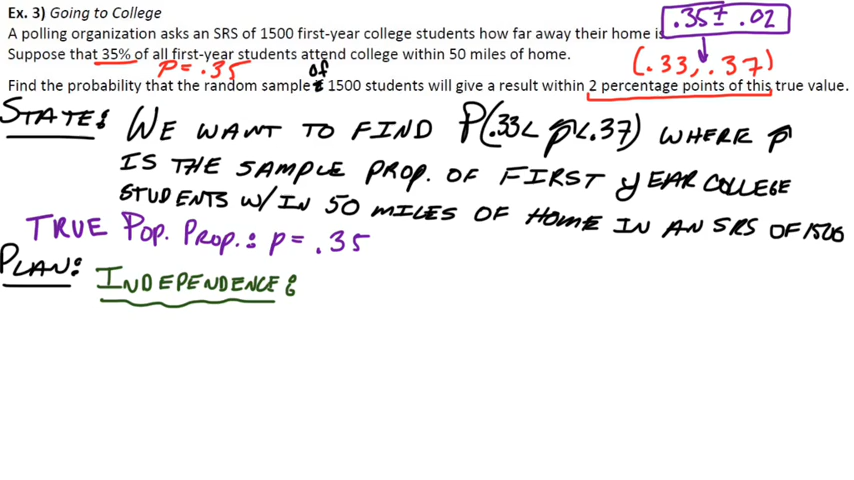 Ex. 3) Going to College
.35 ± .02
A polling organization asks an SRS of 1500 first-year college students how far away their home is
Suppose that 35% of all first-year students attend college within 50 miles of home.
p = .35
(.33, .37)
of
Find the probability that the random sample 1500 students will give a result within 2 percentage points of this true value.
STATE: WE WANT TO FIND P(.33< p̂ <.37) WHERE p̂
IS THE SAMPLE PROP. OF FIRST YEAR COLLEGE
STUDENTS W/IN 50 MILES OF HOME IN AN SRS OF 1500
TRUE POP. PROP.: p = .35
PLAN: INDEPENDENCE: